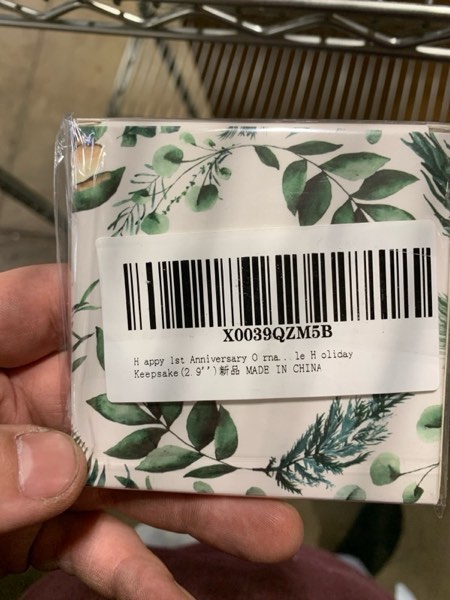 X0039QZM5B
H appy 1st Anniversary O rna...le H oliday
Keepsake(2.9'')新品 MADE IN CHINA